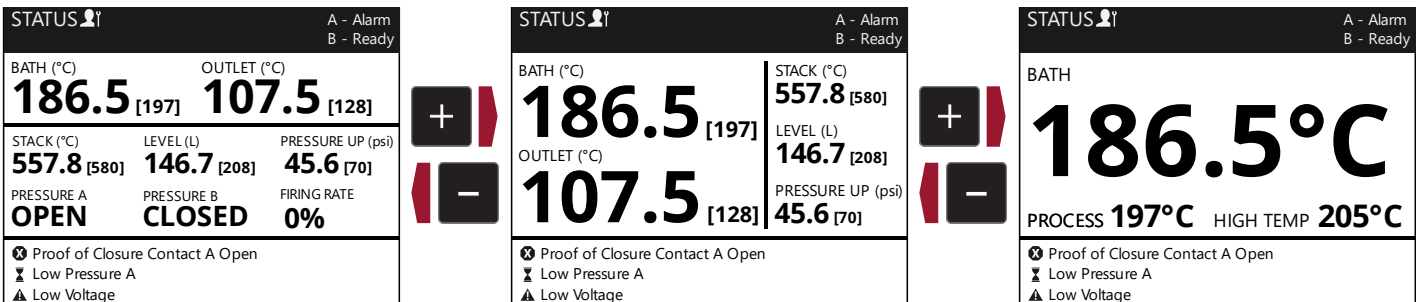 STATUS
A - Alarm
B - Ready
BATH (°C) OUTLET (°C)
186.5 [197] 107.5 [128]
STACK (°C) LEVEL (L) PRESSURE UP (psi)
557.8 [580] 146.7 [208] 45.6 [70]
PRESSURE A PRESSURE B FIRING RATE
OPEN CLOSED 0%
Proof of Closure Contact A Open
Low Pressure A
Low Voltage
+
−
STATUS
A - Alarm
B - Ready
BATH (°C)
186.5 [197]
OUTLET (°C)
107.5 [128]
STACK (°C)
557.8 [580]
LEVEL (L)
146.7 [208]
PRESSURE UP (psi)
45.6 [70]
Proof of Closure Contact A Open
Low Pressure A
Low Voltage
+
−
STATUS
A - Alarm
B - Ready
BATH
186.5°C
PROCESS 197°C HIGH TEMP 205°C
Proof of Closure Contact A Open
Low Pressure A
Low Voltage